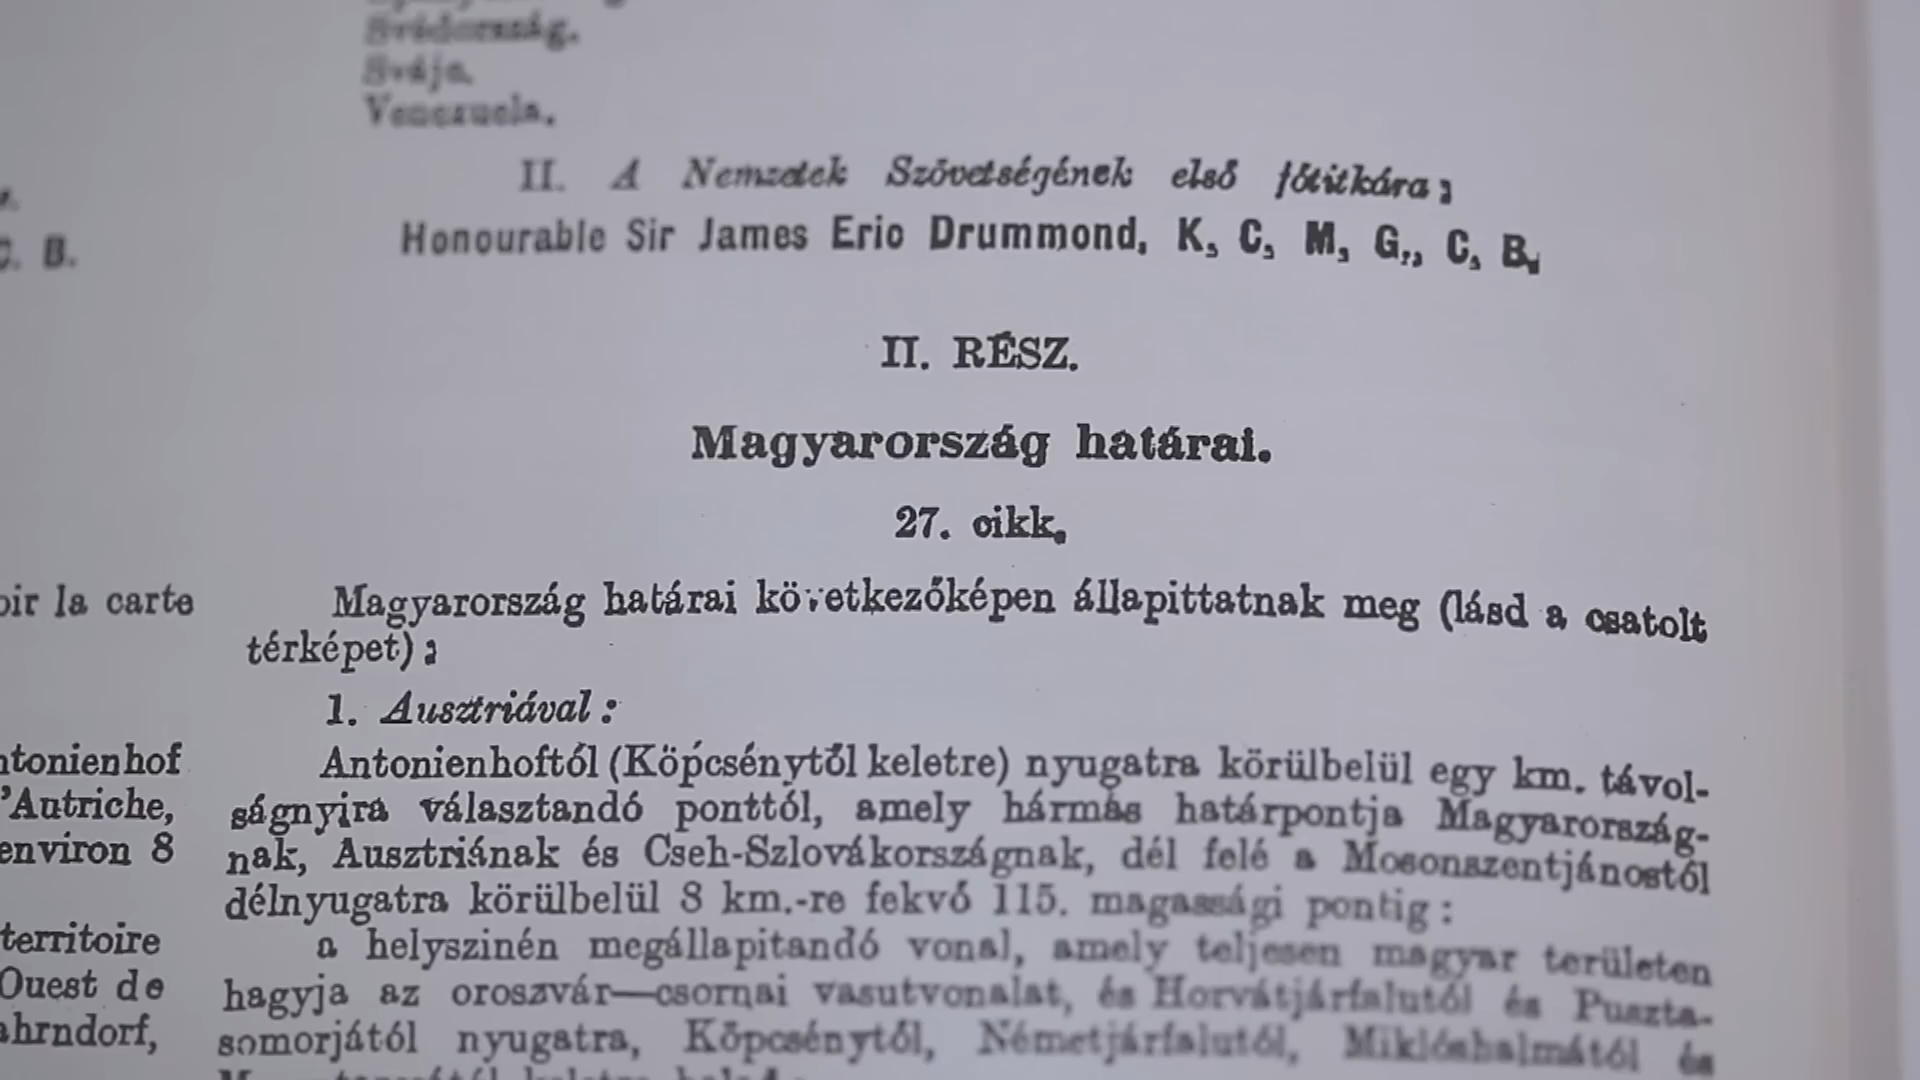 Svédország.
Svájc.
Venezuela.
II. A Nemzetek Szövetségének első főtitkára:
C. B.
Honourable Sir James Eric Drummond, K. C. M. G., C. B.
II. RÉSZ.
Magyarország határai.
27. cikk.
oir la carte
Magyarország határai következőképen állapittatnak meg (lásd a csatolt
térképet):
1. Ausztriával:
ntonienhof
'Autriche,
environ 8
territoire
Ouest de
ahrndorf,
Antonienhoftól (Köpcsénytől keletre) nyugatra körülbelül egy km. távol-
ságnyira választandó ponttól, amely hármas határpontja Magyarország-
nak, Ausztriának és Cseh-Szlovákországnak, dél felé a Mosonszentjánostól
délnyugatra körülbelül 8 km.-re fekvó 115. magassági pontig:
a helyszinén megállapitandó vonal, amely teljesen magyar területen
hagyja az oroszvár—csornai vasutvonalat, és Horvátjárfalutól és Puszta-
somorjától nyugatra, Köpcsénytől, Németjárfalutól, Miklóshalmától és